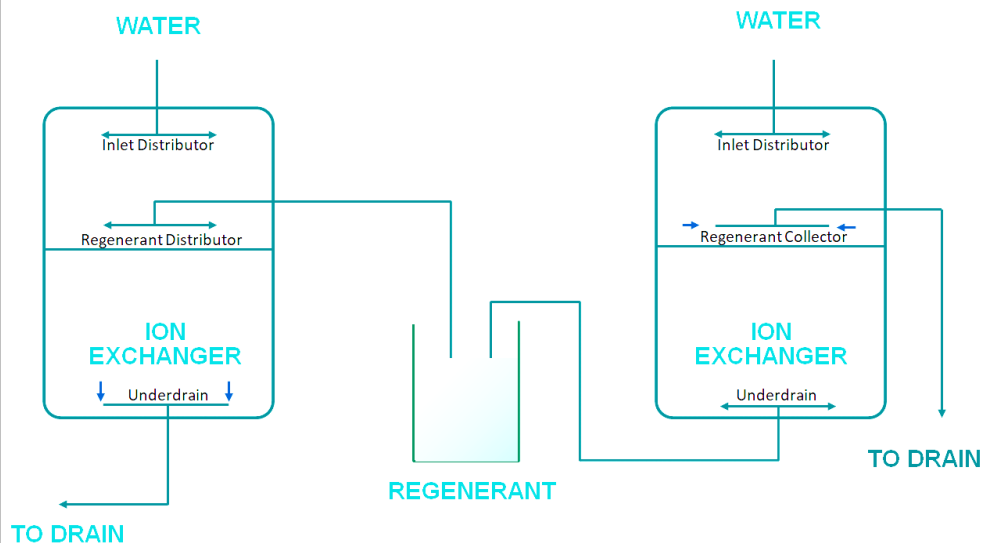 WATER
Inlet Distributor
Regenerant Distributor
ION
EXCHANGER
Underdrain
TO DRAIN
REGENERANT
WATER
Inlet Distributor
Regenerant Collector
ION
EXCHANGER
Underdrain
TO DRAIN